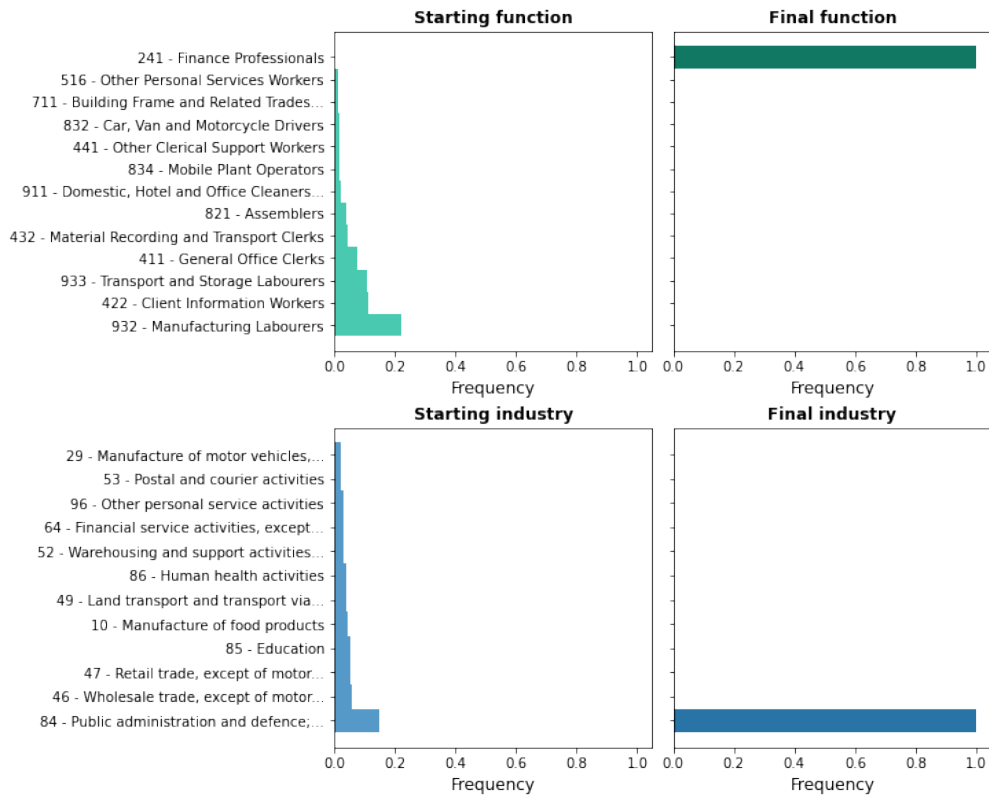 Starting function
Final function
241 - Finance Professionals
516 - Other Personal Services Workers
711 - Building Frame and Related Trades...
832 - Car, Van and Motorcycle Drivers
441 - Other Clerical Support Workers
834 - Mobile Plant Operators
911 - Domestic, Hotel and Office Cleaners...
821 - Assemblers
432 - Material Recording and Transport Clerks
411 - General Office Clerks
933 - Transport and Storage Labourers
422 - Client Information Workers
932 - Manufacturing Labourers
0.0 0.2 0.4 0.6 0.8 1.0
0.0 0.2 0.4 0.6 0.8 1.0
Frequency
Frequency
Starting industry
Final industry
29 - Manufacture of motor vehicles,...
53 - Postal and courier activities
96 - Other personal service activities
64 - Financial service activities, except...
52 - Warehousing and support activities...
86 - Human health activities
49 - Land transport and transport via...
10 - Manufacture of food products
85 - Education
47 - Retail trade, except of motor...
46 - Wholesale trade, except of motor...
84 - Public administration and defence;...
0.0 0.2 0.4 0.6 0.8 1.0
0.0 0.2 0.4 0.6 0.8 1.0
Frequency
Frequency